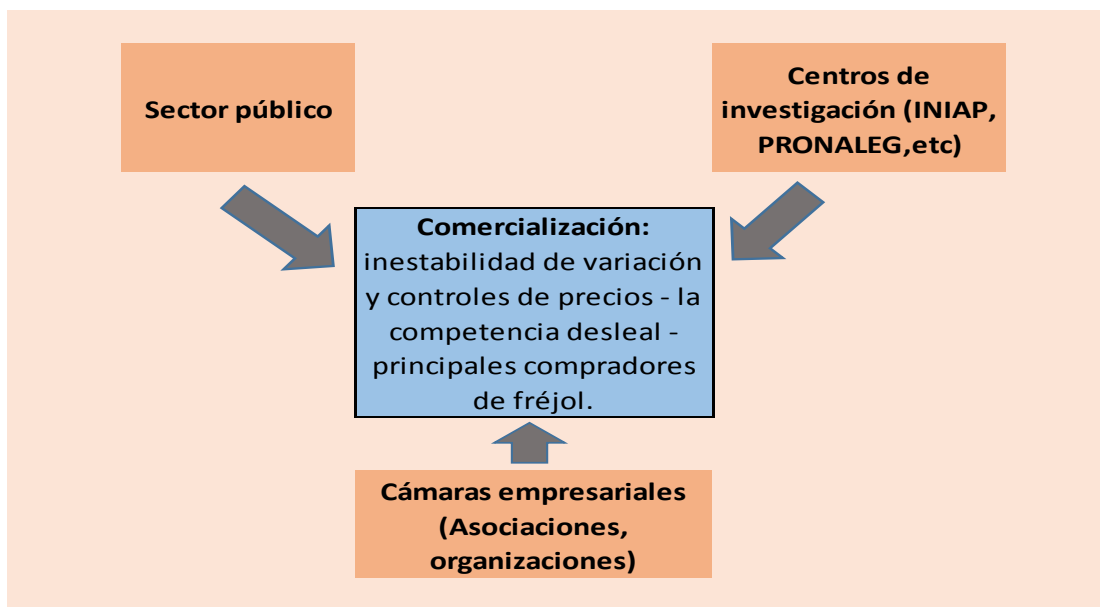 Sector público
Centros de
investigación (INIAP,
PRONALEG,etc)
Comercialización:
inestabilidad de variación
y controles de precios - la
competencia desleal -
principales compradores
de fréjol.
Cámaras empresariales
(Asociaciones,
organizaciones)